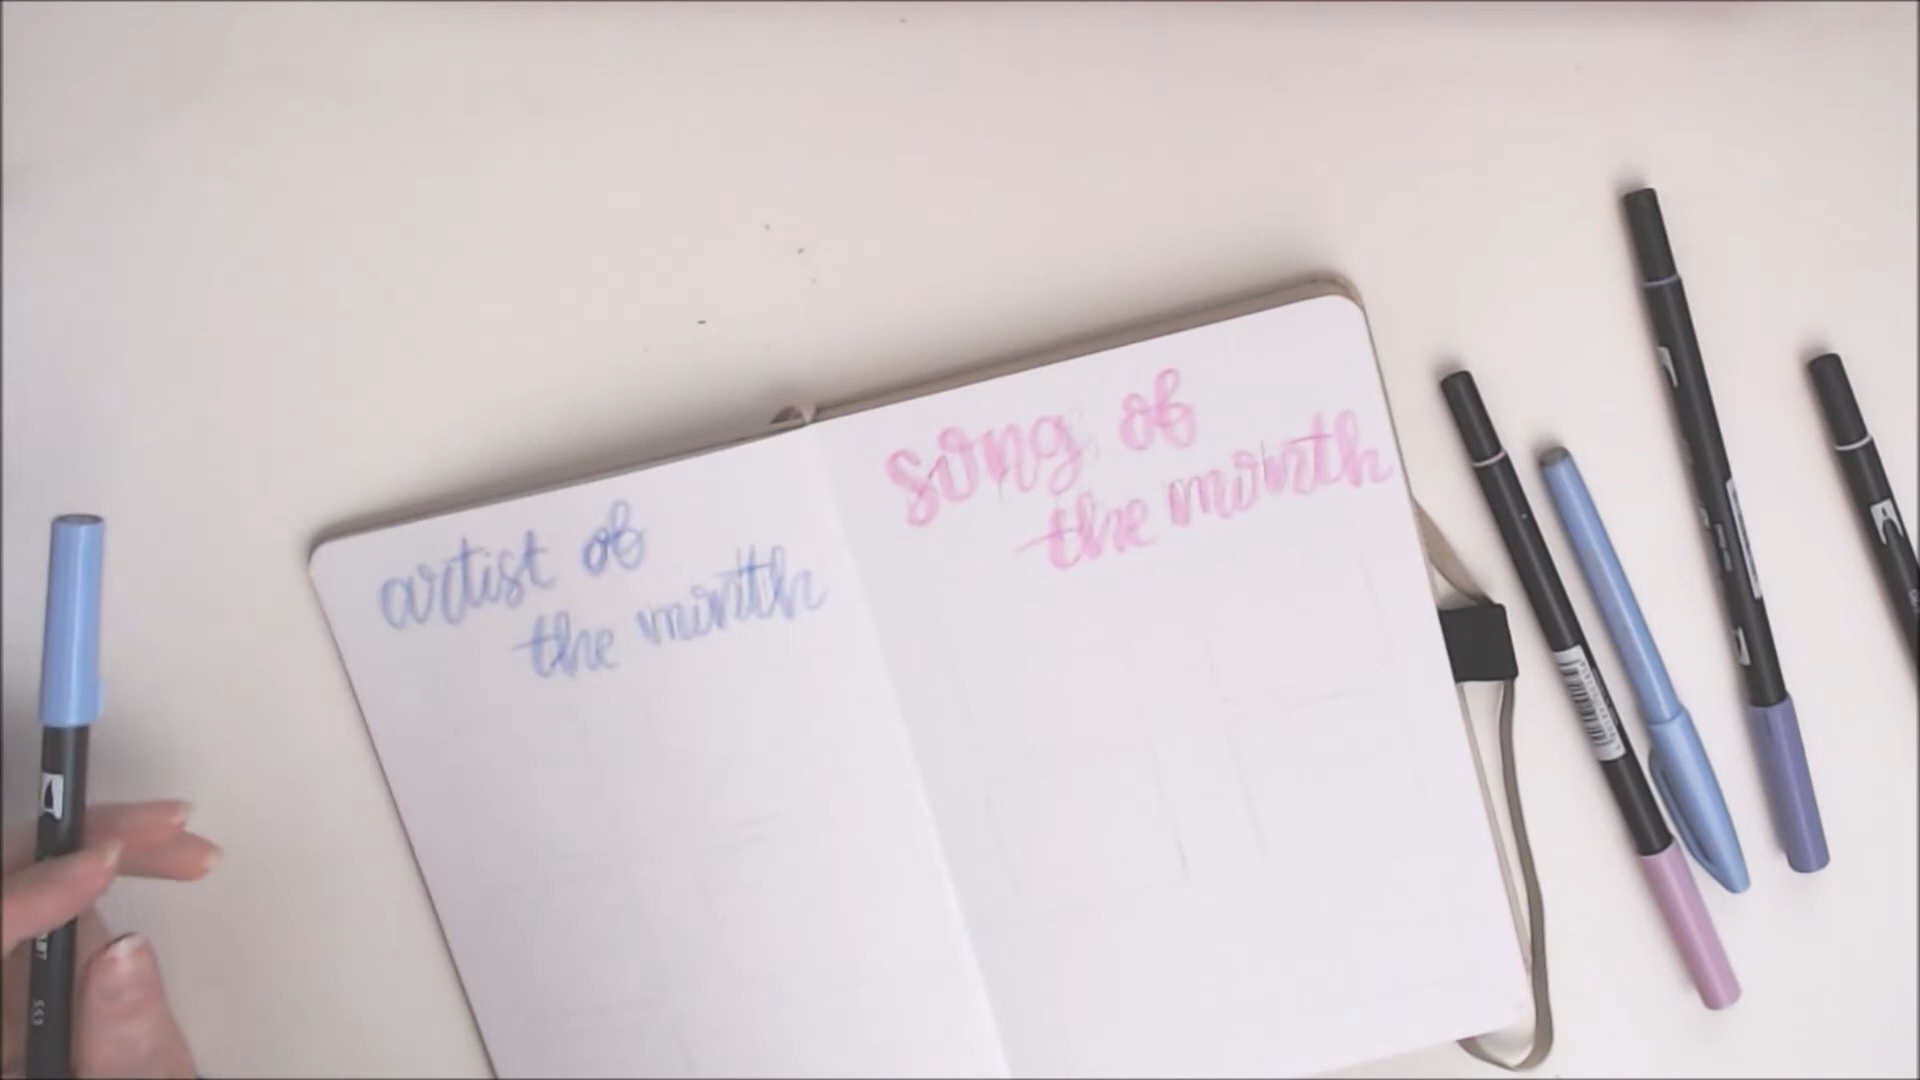 artist of
the month
song of
the month